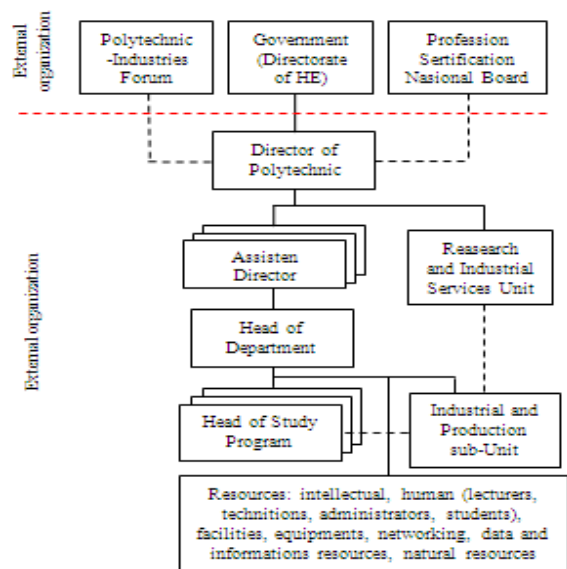 External
organization
Polytechnic
-Industries
Forum
Government
(Directorate
of HE)
Profession
Sertification
Nasional Board
Director of
Polytechnic
External organization
Assisten
Director
Reasearch
and Industrial
Services Unit
Head of
Department
Head of Study
Program
Industrial and
Production
sub-Unit
Resources: intellectual, human (lecturers,
technitions, administrators, students),
facilities, equipments, networking, data and
informations resources, natural resources